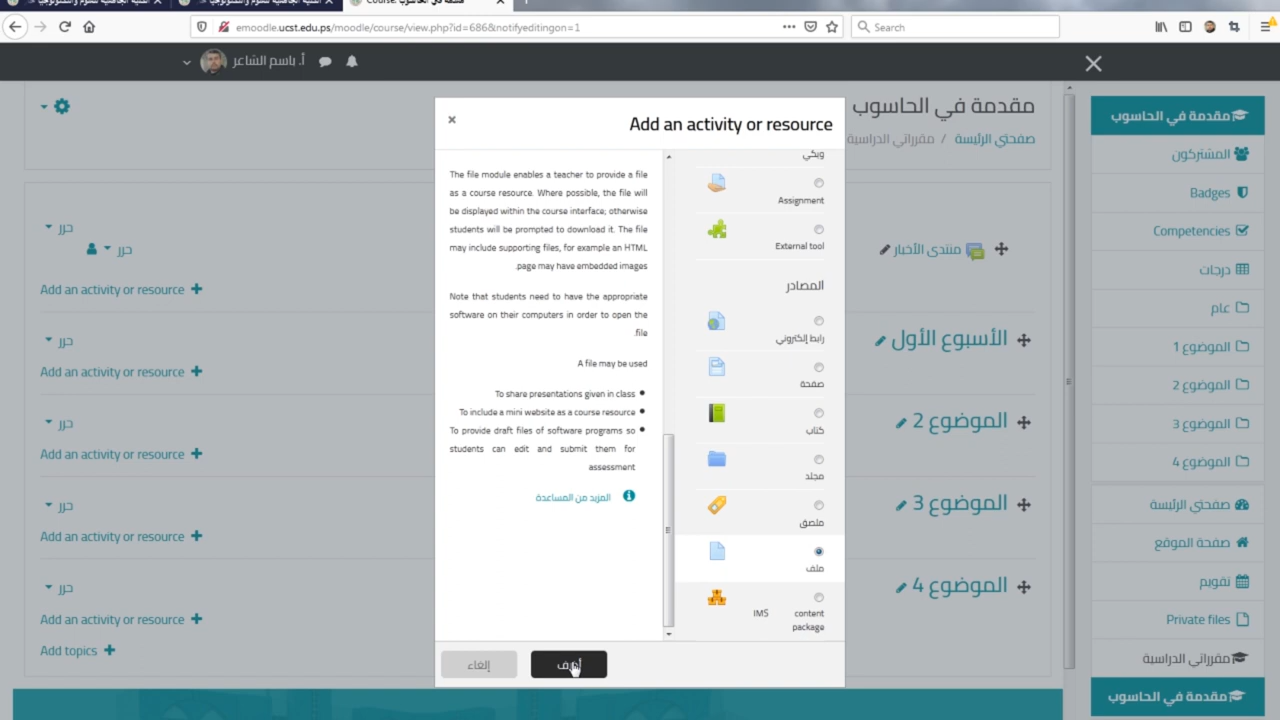 emoodle.ucst.edu.ps/moodle/course/view.php?id=686&notifyediting​on=1
Search
أ. باسم الشاعر
مقدمة في الحاسوب
صفحتي الرئيسة / مقرراتي الدراسية
حرر
منتدى الأخبار
حرر
Add an activity or resource
الأسبوع الأول
حرر
Add an activity or resource
الموضوع 2
حرر
Add an activity or resource
الموضوع 3
حرر
Add an activity or resource
الموضوع 4
حرر
Add an activity or resource
Add topics
Add an activity or resource
ويكي
Assignment
External tool
المصادر
رابط إلكتروني
صفحة
كتاب
مجلد
ملصق
ملف
IMS content
package
The file module enables a teacher to provide a file
as a course resource. Where possible, the file will
be displayed within the course interface; otherwise
students will be prompted to download it. The file
may include supporting files, for example an HTML
page may have embedded images.
Note that students need to have the appropriate
software on their computers in order to open the
file.
A file may be used
To share presentations given in class
To include a mini website as a course resource
To provide draft files of software programs so
students can edit and submit them for
assessment
المزيد من المساعدة
إلغاء
مقدمة في الحاسوب
المشتركون
Badges
Competencies
درجات
عام
الموضوع 1
الموضوع 2
الموضوع 3
الموضوع 4
صفحتي الرئيسة
صفحة الموقع
تقويم
Private files
مقرراتي الدراسية
مقدمة في الحاسوب